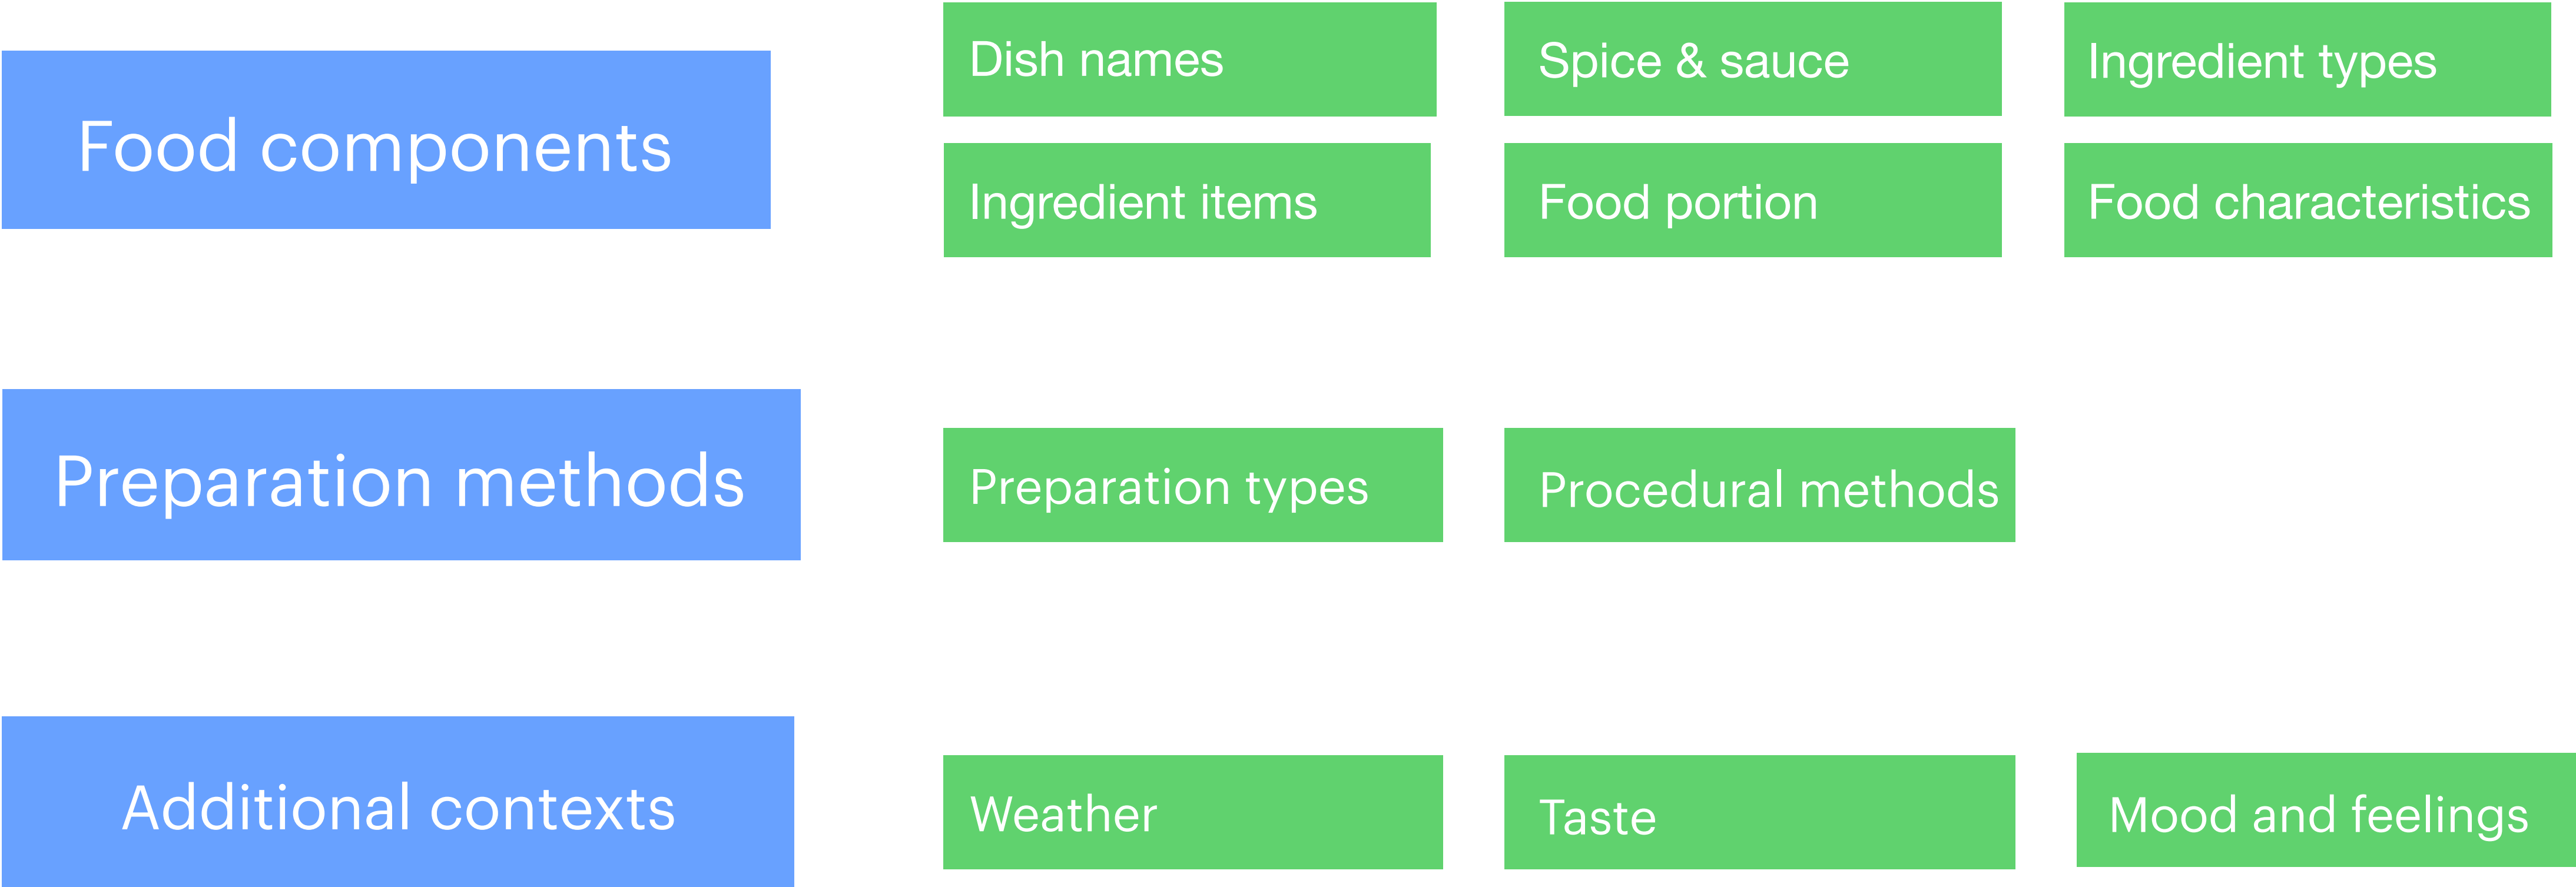 Food components
Dish names
Spice & sauce
Ingredient types
Ingredient items
Food portion
Food characteristics
Preparation methods
Preparation types
Procedural methods
Additional contexts
Weather
Taste
Mood and feelings